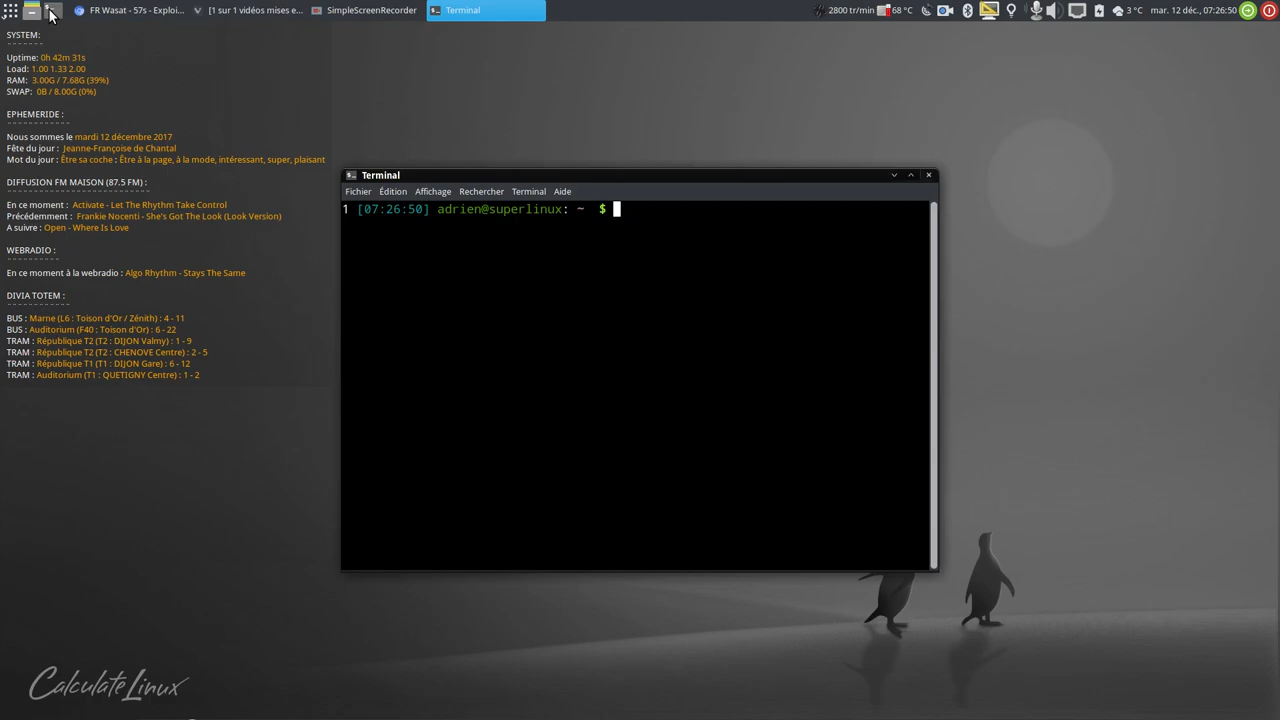 FR Wasat - 57s - Exploi...
[1 sur 1 vidéos mises e...
SimpleScreenRecorder
Terminal
2800 tr/min
68 °C
3 °C
mar. 12 déc., 07:26:50
SYSTEM:
Uptime: 0h 42m 31s
Load: 1.00 1.33 2.00
RAM: 3.00G / 7.68G (39%)
SWAP: 0B / 8.00G (0%)
EPHEMERIDE :
Nous sommes le mardi 12 décembre 2017
Fête du jour : Jeanne-Françoise de Chantal
Mot du jour : Être sa coche : Être à la page, à la mode, intéressant, super, plaisant
DIFFUSION FM MAISON (87.5 FM) :
En ce moment : Activate - Let The Rhythm Take Control
Précédemment : Frankie Nocenti - She's Got The Look (Look Version)
A suivre : Open - Where Is Love
WEBRADIO :
En ce moment à la webradio : Algo Rhythm - Stays The Same
DIVIA TOTEM :
BUS : Marne (L6 : Toison d'Or / Zénith) : 4 - 11
BUS : Auditorium (F40 : Toison d'Or) : 6 - 22
TRAM : République T2 (T2 : DIJON Valmy) : 1 - 9
TRAM : République T2 (T2 : CHENOVE Centre) : 2 - 5
TRAM : République T1 (T1 : DIJON Gare) : 6 - 12
TRAM : Auditorium (T1 : QUETIGNY Centre) : 1 - 2
Terminal
Fichier Édition Affichage Rechercher Terminal Aide
1 [07:26:50] adrien@superlinux: ~ $
Calculate Linux